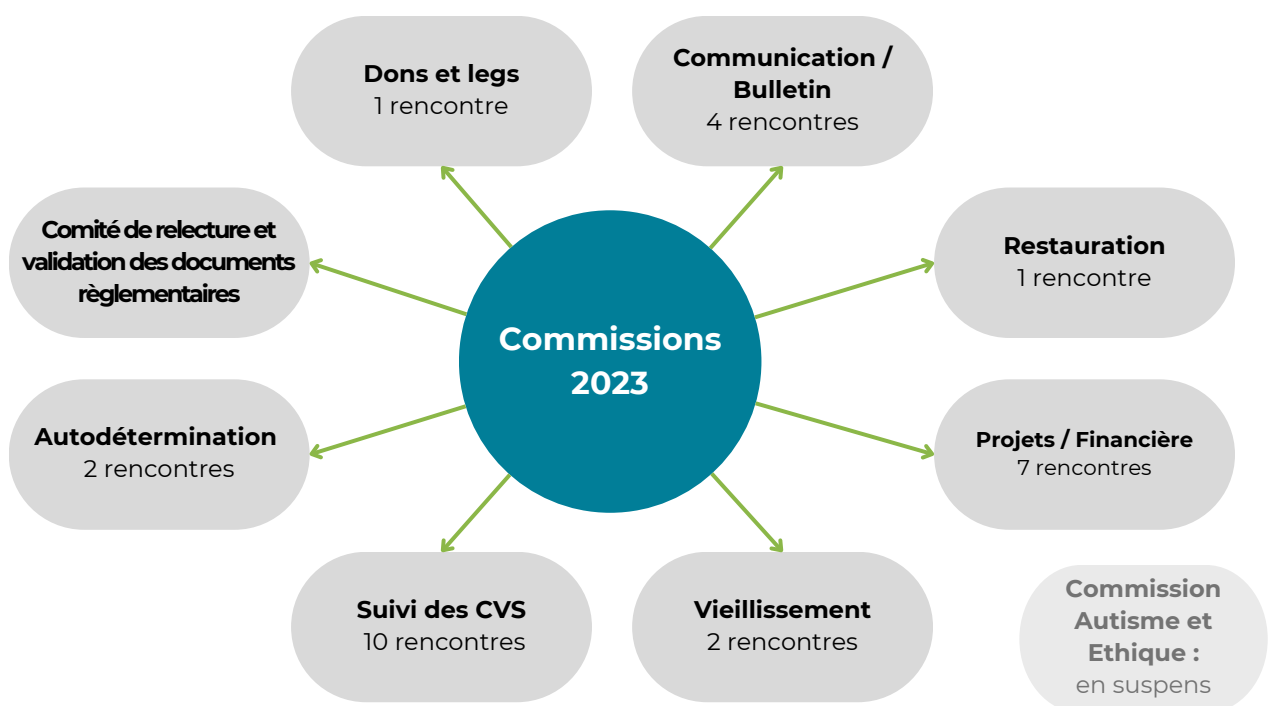 Dons et legs
1 rencontre
Communication /
Bulletin
4 rencontres
Comité de relecture et
validation des documents
règlementaires
Restauration
1 rencontre
Commissions
2023
Autodétermination
2 rencontres
Projets / Financière
7 rencontres
Suivi des CVS
10 rencontres
Vieillissement
2 rencontres
Commission
Autisme et
Ethique :
en suspens